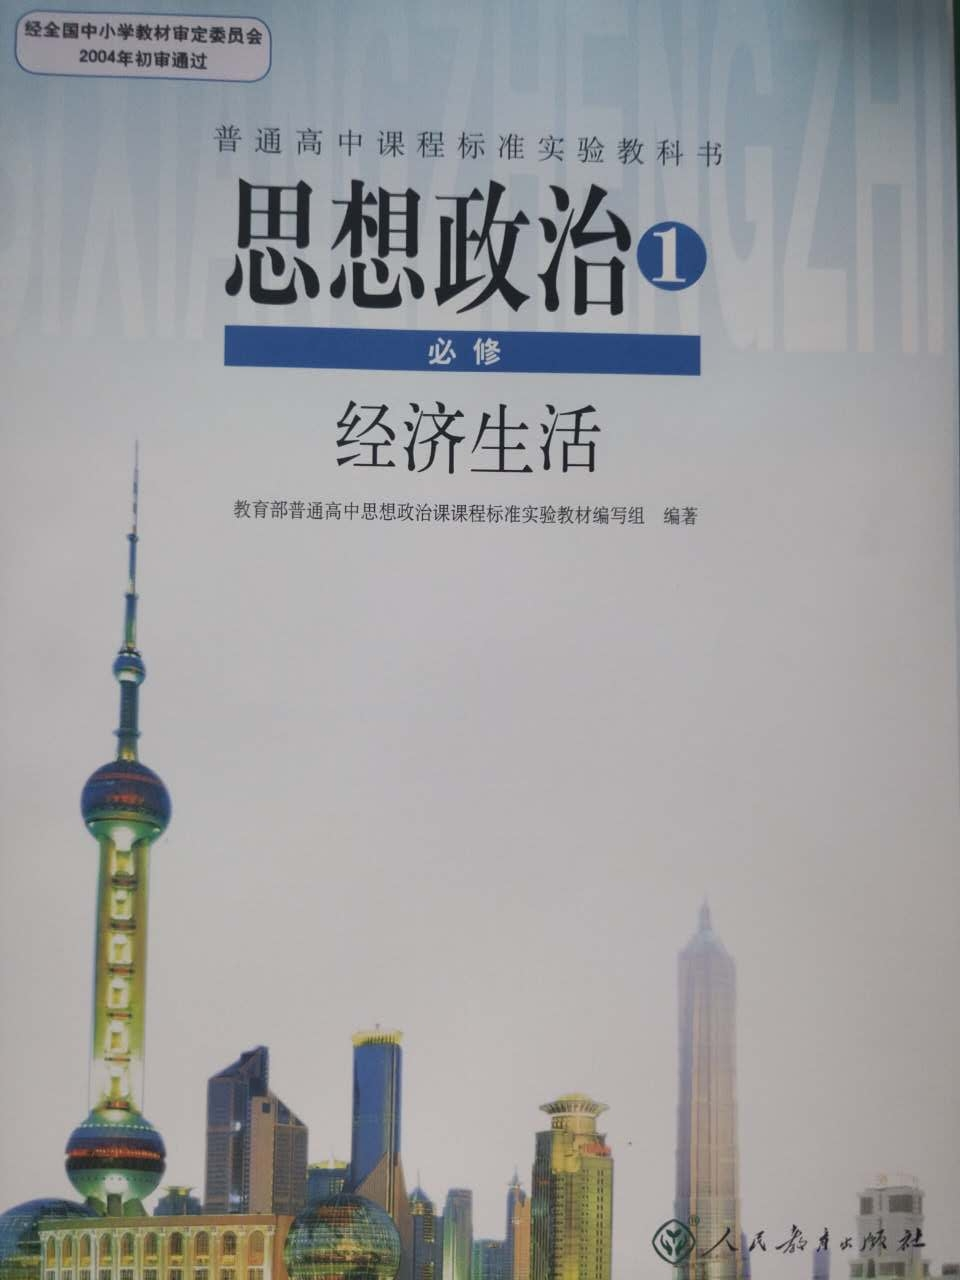 经全国中小学教材审定委员会
2004年初审通过
SIXIANGZHENGZHI
普通高中课程标准实验教科书
思想政治1
必修
经济生活
教育部普通高中思想政治课课程标准实验教材编写组 编著
人民教育出版社